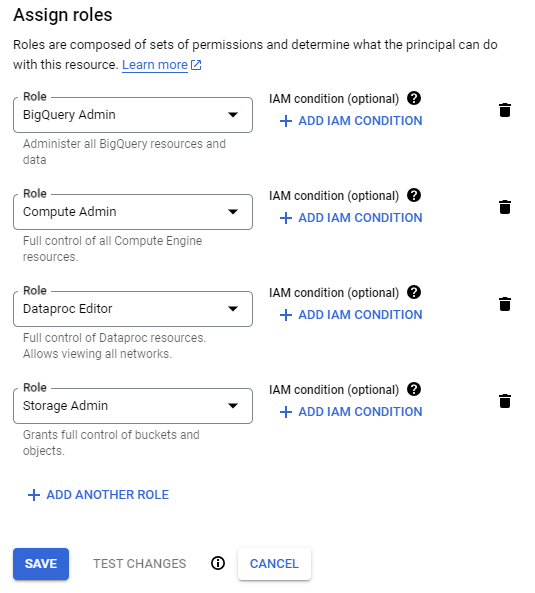 Assign roles
Roles are composed of sets of permissions and determine what the principal can do
with this resource. Learn more
Role
BigQuery Admin
IAM condition (optional)
ADD IAM CONDITION
Administer all BigQuery resources and
data
Role
Compute Admin
IAM condition (optional)
ADD IAM CONDITION
Full control of all Compute Engine
resources.
Role
Dataproc Editor
IAM condition (optional)
ADD IAM CONDITION
Full control of Dataproc resources.
Allows viewing all networks.
Role
Storage Admin
IAM condition (optional)
ADD IAM CONDITION
Grants full control of buckets and
objects.
ADD ANOTHER ROLE
SAVE TEST CHANGES CANCEL